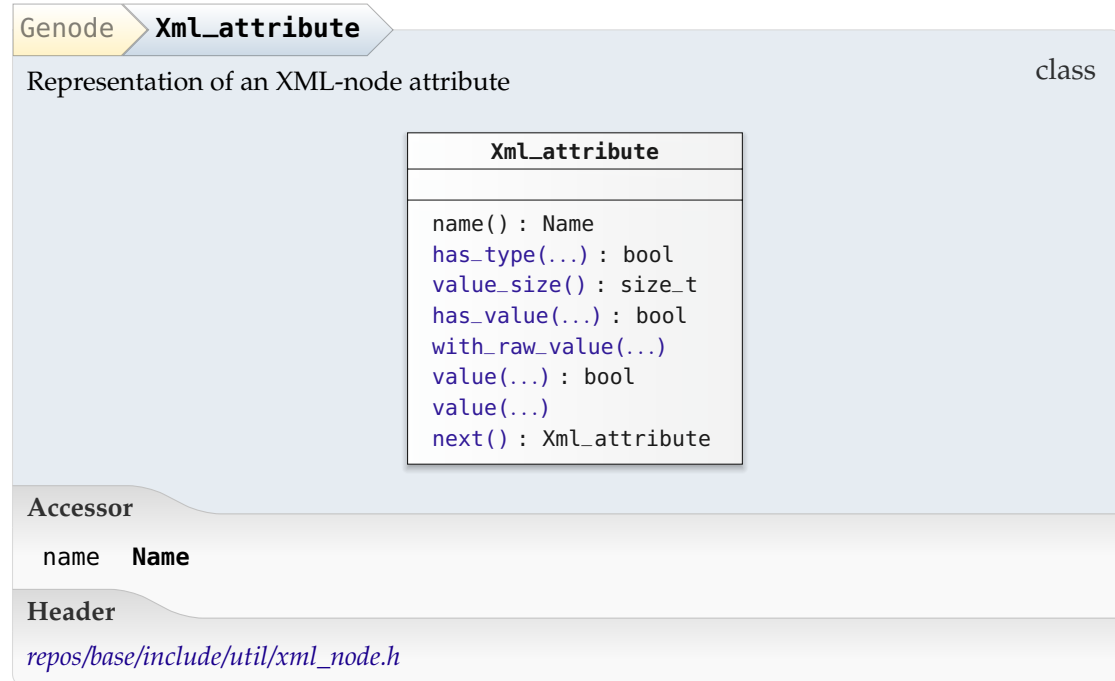 Genode Xml_attribute
Representation of an XML-node attribute
class
Xml_attribute
name() : Name
has_type(...) : bool
value_size() : size_t
has_value(...) : bool
with_raw_value(...)
value(...) : bool
value(...)
next() : Xml_attribute
Accessor
name Name
Header
repos/base/include/util/xml_node.h